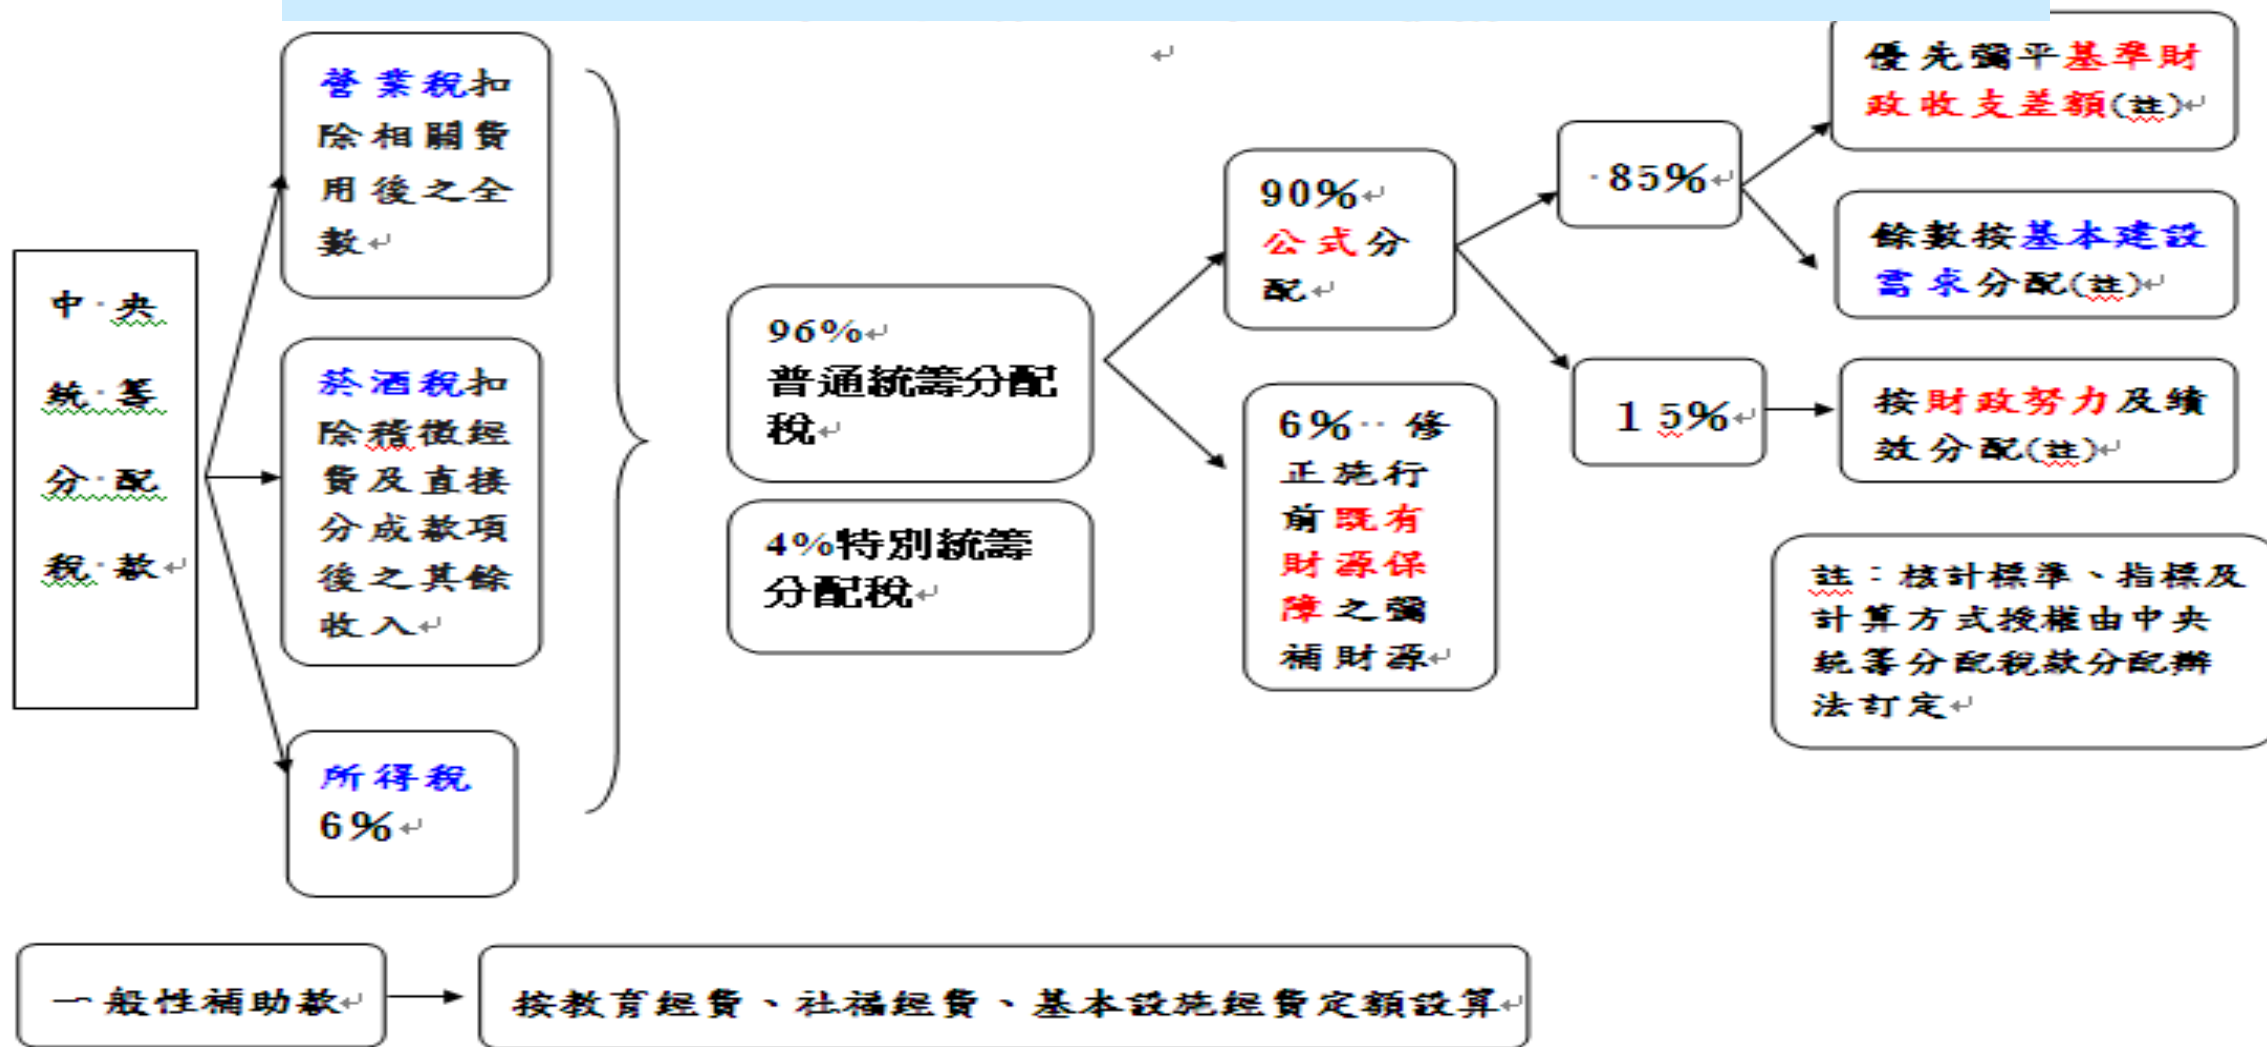 中央
統籌
分配
稅款
營業稅扣
除相關費
用後之全
數
菸酒稅扣
除稽徵經
費及直接
分成款項
後之其餘
收入
所得稅
6%
96%
普通統籌分配
稅
4%特別統籌
分配稅
90%
公式分
配
6% 修
正施行
前既有
財源保
障之彌
補財源
85%
15%
優先彌平基準財
政收支差額(註)
餘數按基本建設
需求分配(註)
按財政努力及績
效分配(註)
註：核計標準、指標及
計算方式授權由中央
統籌分配稅款分配辦
法訂定
一般性補助款
按教育經費、社福經費、基本設施經費定額設算